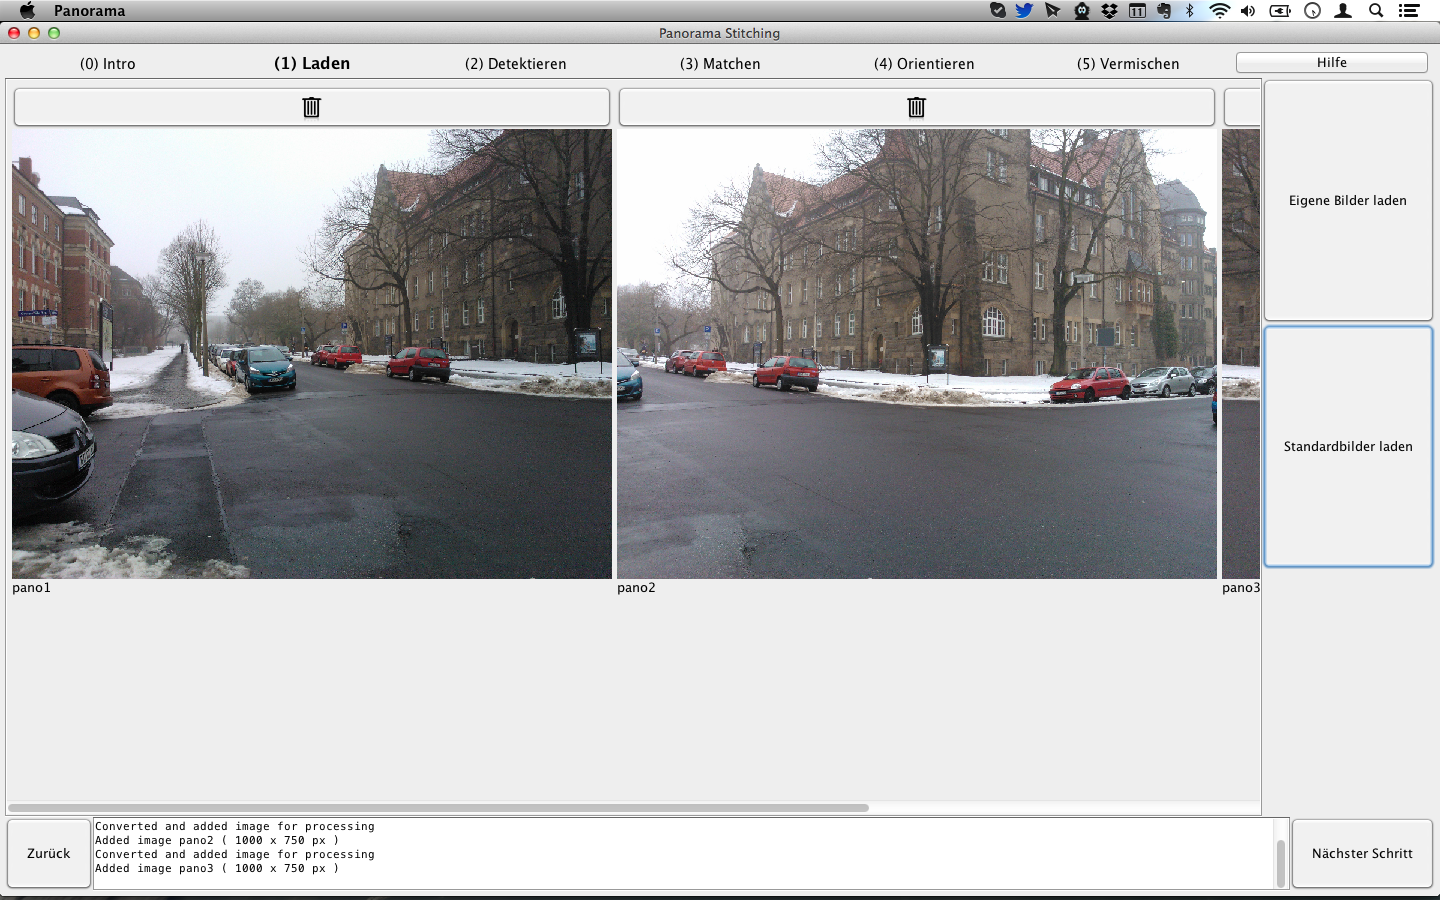 Panorama
11
Panorama Stitching
(0) Intro
(1) Laden
(2) Detektieren
(3) Matchen
(4) Orientieren
(5) Vermischen
Hilfe
Eigene Bilder laden
Standardbilder laden
pano1
pano2
pano3
Zurück
Converted and added image for processing
Added image pano2 ( 1000 x 750 px )
Converted and added image for processing
Added image pano3 ( 1000 x 750 px )
Nächster Schritt